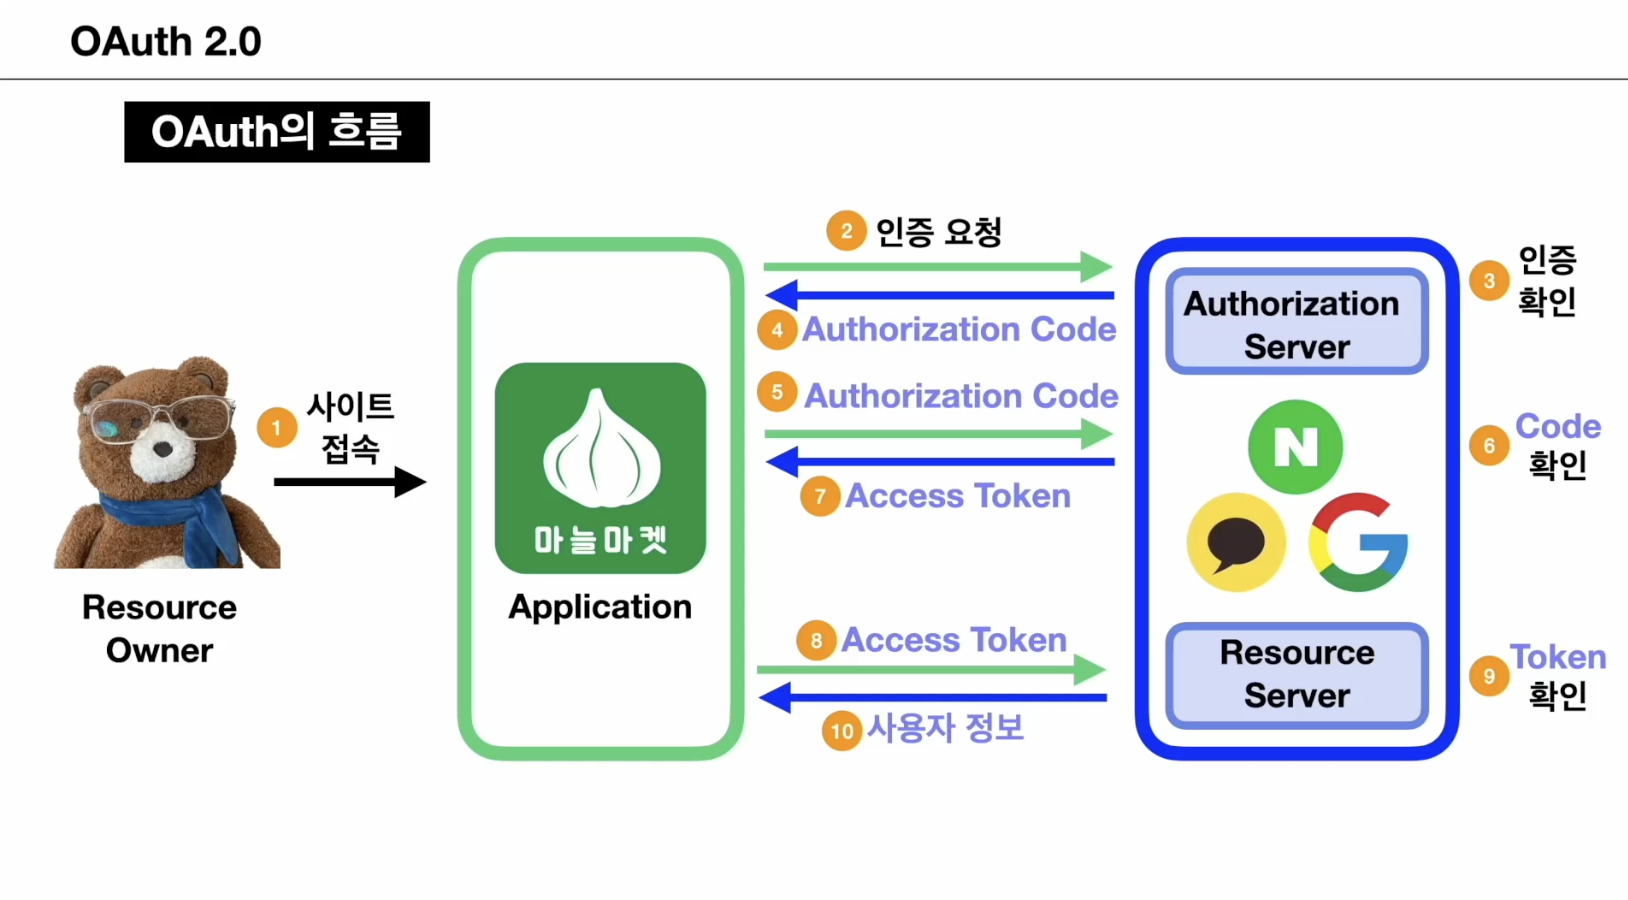 OAuth 2.0
OAuth의 흐름
1 사이트
접속
Resource
Owner
마늘마켓
Application
2 인증 요청
4 Authorization Code
5 Authorization Code
7 Access Token
8 Access Token
10 사용자 정보
Authorization
Server
N
G
Resource
Server
3 인증
확인
6 Code
확인
9 Token
확인